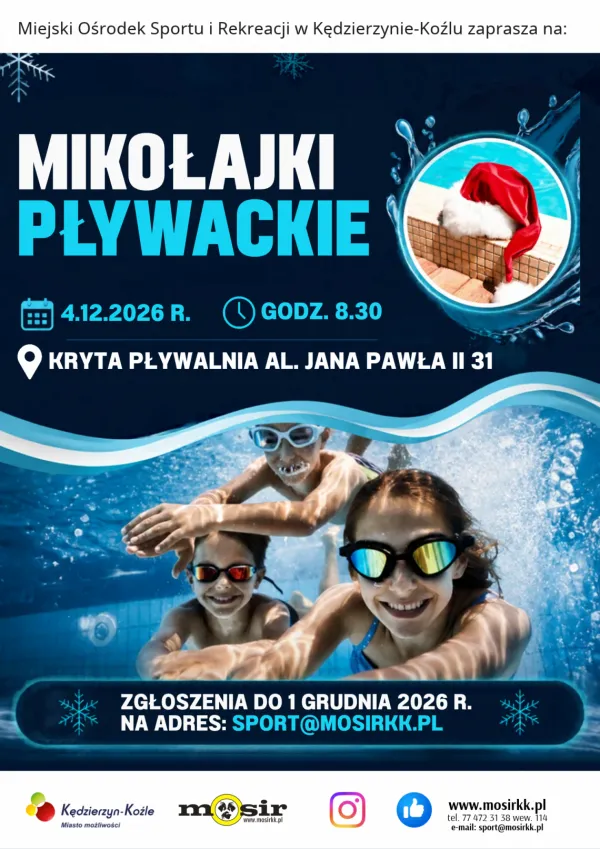 Miejski Ośrodek Sportu i Rekreacji w Kędzierzynie-Koźlu zaprasza na:
MIKOŁAJKI
PŁYWACKIE
4.12.2026 R. GODZ. 8.30
KRYTA PŁYWALNIA AL. JANA PAWŁA II 31
ZGŁOSZENIA DO 1 GRUDNIA 2026 R.
NA ADRES: SPORT@MOSIRKK.PL
Kędzierzyn-Koźle
Miasto możliwości
mosir
www.mosirkk.pl
www.mosirkk.pl
tel. 77 472 31 38 wew. 114
e-mail: sport@mosirkk.pl